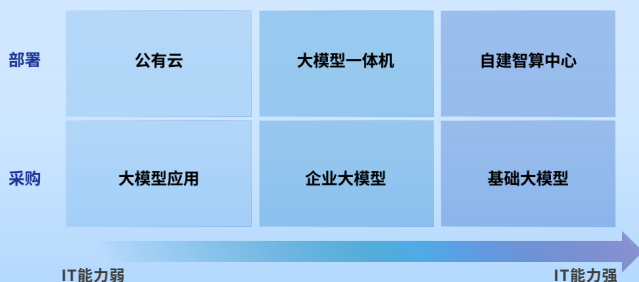 部署
公有云
大模型一体机
自建智算中心
采购
大模型应用
企业大模型
基础大模型
IT能力弱
IT能力强